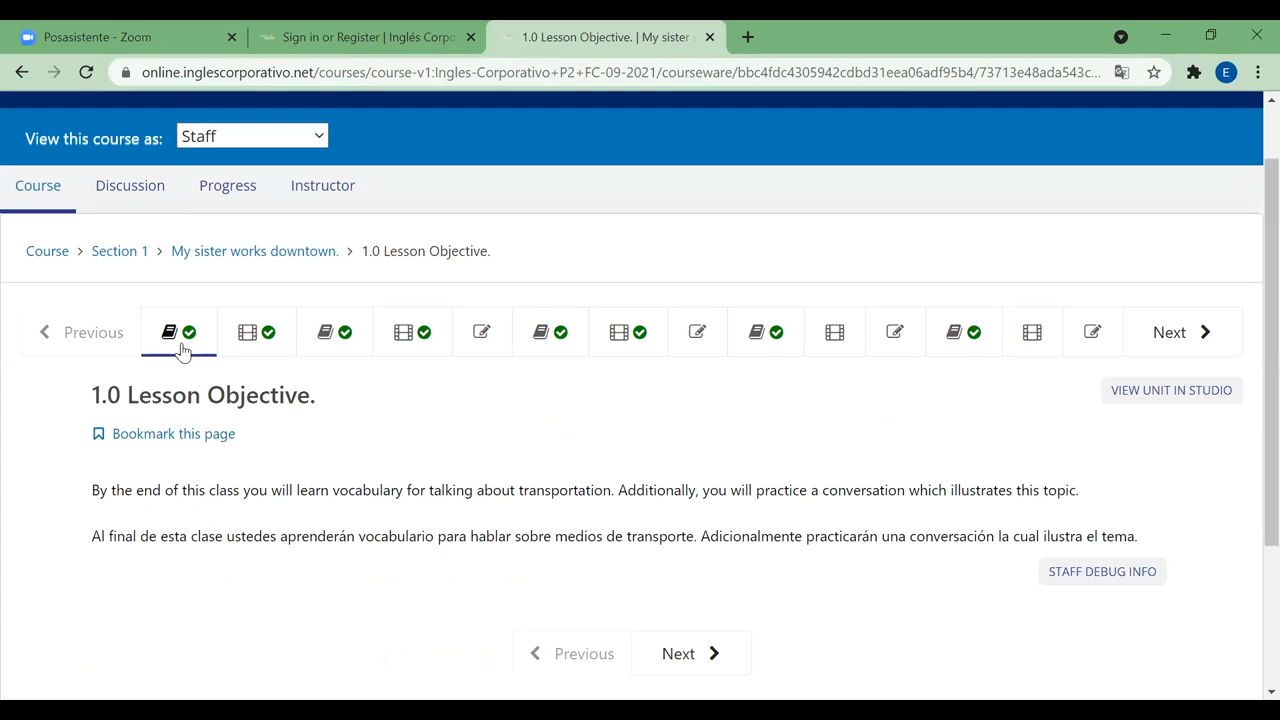 Posasistente - Zoom
Sign in or Register | Inglés Corpo
1.0 Lesson Objective. | My sister
online.inglescorporativo.net/courses/course-v1:Ingles-Corporativo+P2+FC-09-2021/courseware/bbc4fdc4305942cdbd31eea06adf95b4/73713e48ada543c...
E
View this course as: Staff
Course Discussion Progress Instructor
Course > Section 1 > My sister works downtown. > 1.0 Lesson Objective.
Previous
Next
1.0 Lesson Objective.
VIEW UNIT IN STUDIO
Bookmark this page
By the end of this class you will learn vocabulary for talking about transportation. Additionally, you will practice a conversation which illustrates this topic.
Al final de esta clase ustedes aprenderán vocabulario para hablar sobre medios de transporte. Adicionalmente practicarán una conversación la cual ilustra el tema.
STAFF DEBUG INFO
Previous Next